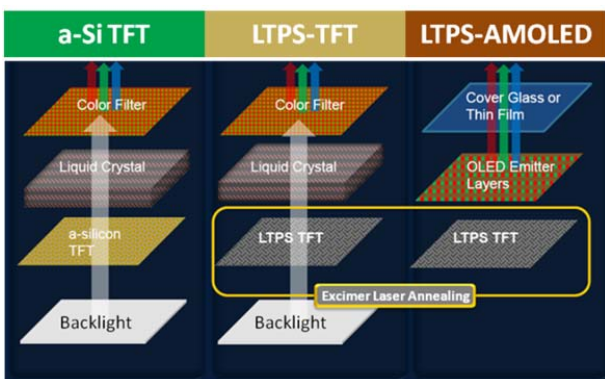 a-Si TFT
LTPS-TFT
LTPS-AMOLED
Color Filter
Liquid Crystal
a-silicon
TFT
Backlight
Color Filter
Liquid Crystal
LTPS TFT
Backlight
Cover Glass or
Thin Film
OLED Emitter
Layers
LTPS TFT
Excimer Laser Annealing